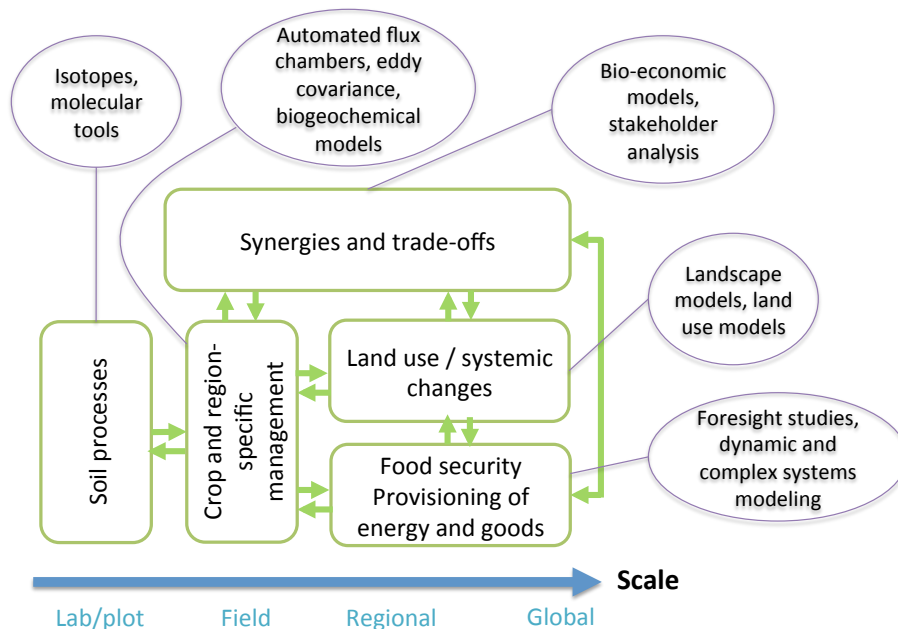 Isotopes,
molecular
tools
Automated flux
chambers, eddy
covariance,
biogeochemical
models
Bio-economic
models,
stakeholder
analysis
Synergies and trade-offs
Landscape
models, land
use models
Soil processes
Crop and region-
specific
management
Land use / systemic
changes
Food security
Provisioning of
energy and goods
Foresight studies,
dynamic and
complex systems
modeling
Scale
Lab/plot
Field
Regional
Global